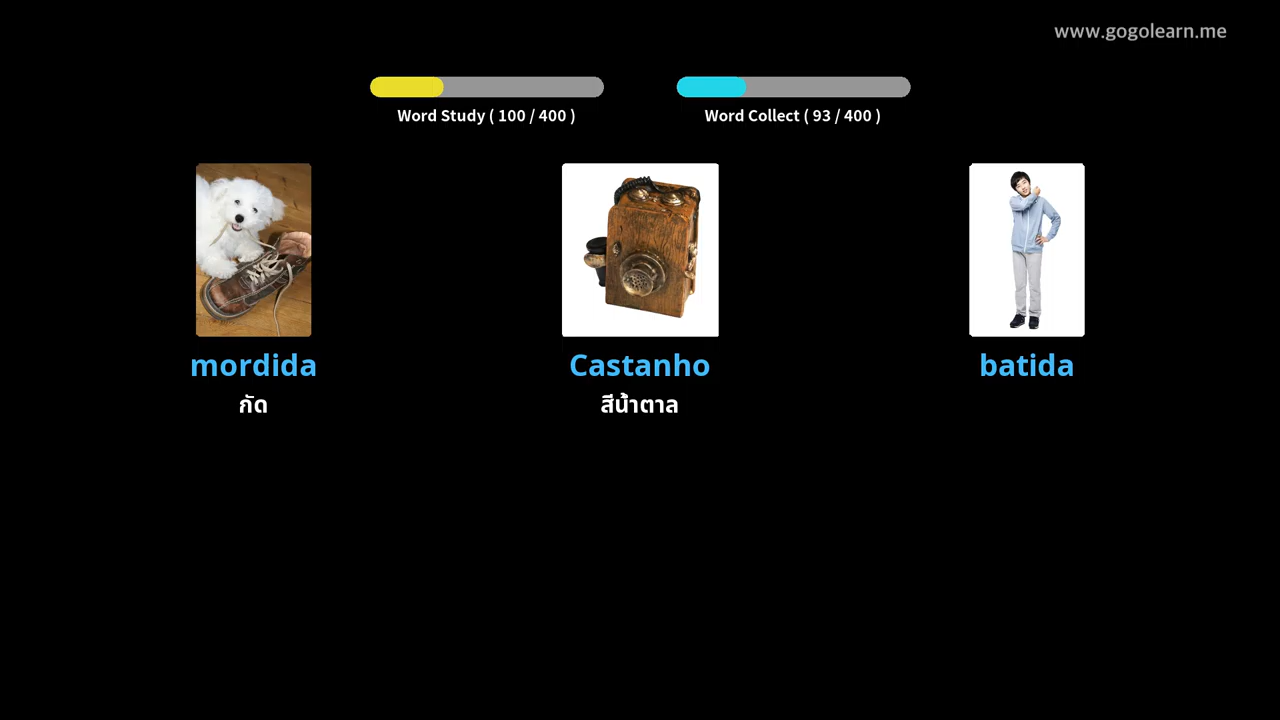 www.gogolearn.me
Word Study ( 100 / 400 )
Word Collect ( 93 / 400 )
mordida
กัด
Castanho
สีน้ำตาล
batida